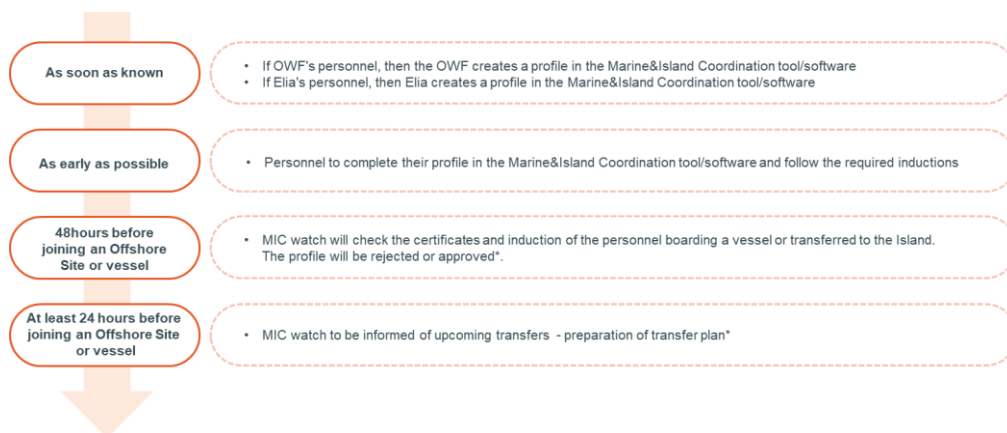 As soon as known
• If OWF's personnel, then the OWF creates a profile in the Marine&Island Coordination tool/software
• If Elia's personnel, then Elia creates a profile in the Marine&Island Coordination tool/software
As early as possible
• Personnel to complete their profile in the Marine&Island Coordination tool/software and follow the required inductions
48hours before
joining an Offshore
Site or vessel
• MIC watch will check the certificates and induction of the personnel boarding a vessel or transferred to the Island.
The profile will be rejected or approved*.
At least 24 hours before
joining an Offshore Site
or vessel
• MIC watch to be informed of upcoming transfers - preparation of transfer plan*